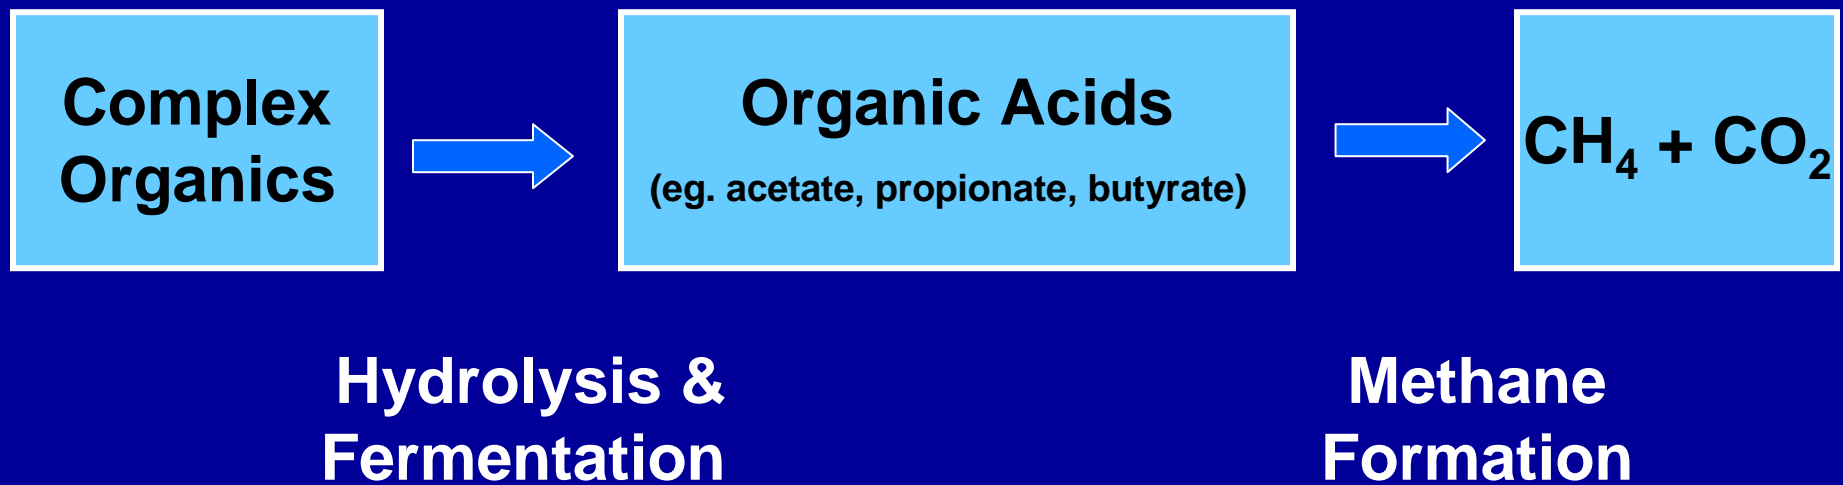 Complex
Organics
Organic Acids
(eg. acetate, propionate, butyrate)
CH₄ + CO₂
Hydrolysis &
Fermentation
Methane
Formation